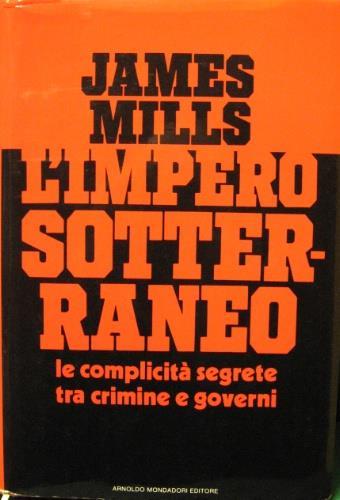 JAMES
MILLS
L'IMPERO
SOTTER-
RANEO
le complicità segrete
tra crimine e governi
ARNOLDO MONDADORI EDITORE